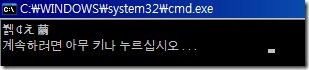 C:₩WINDOWS₩system32₩cmd.exe
계속하려면 아무 키나 누르십시오 . . .